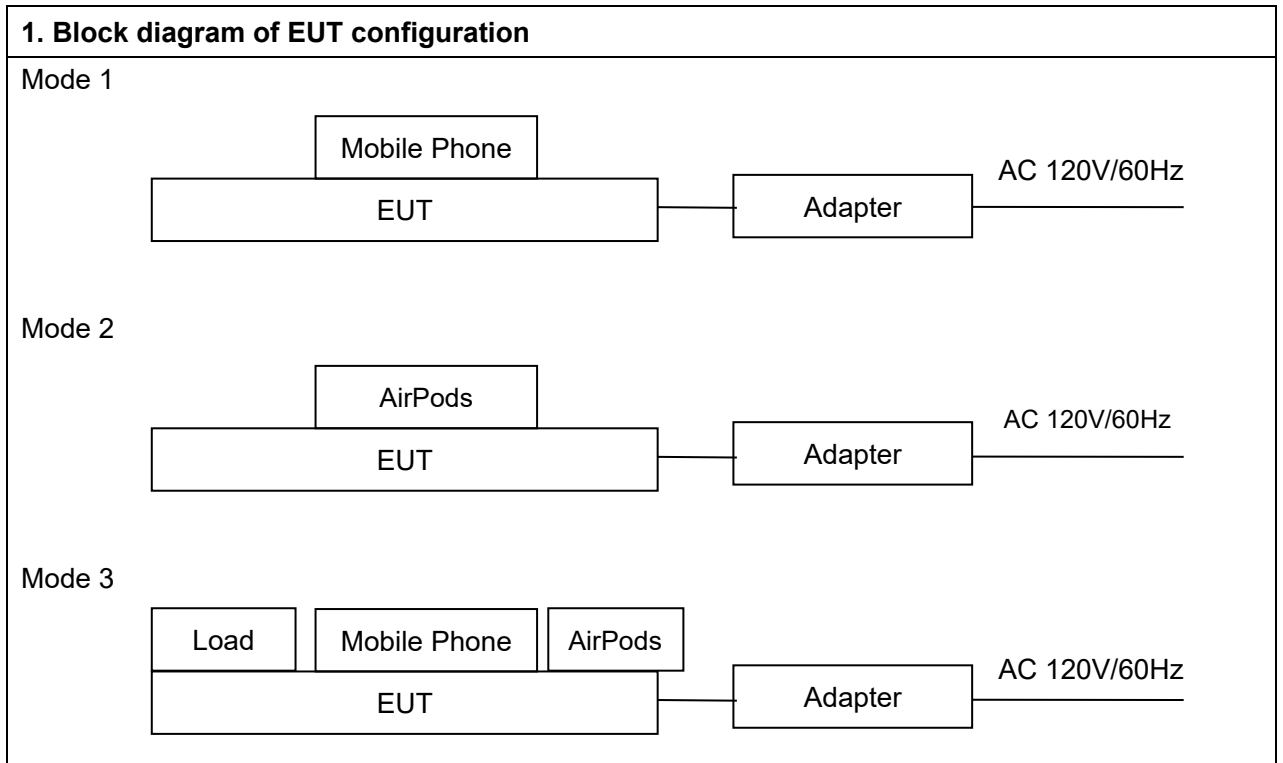 1. Block diagram of EUT configuration
Mode 1
Mobile Phone
EUT
Adapter
AC 120V/60Hz
Mode 2
AirPods
EUT
Adapter
AC 120V/60Hz
Mode 3
Load
Mobile Phone
AirPods
EUT
Adapter
AC 120V/60Hz